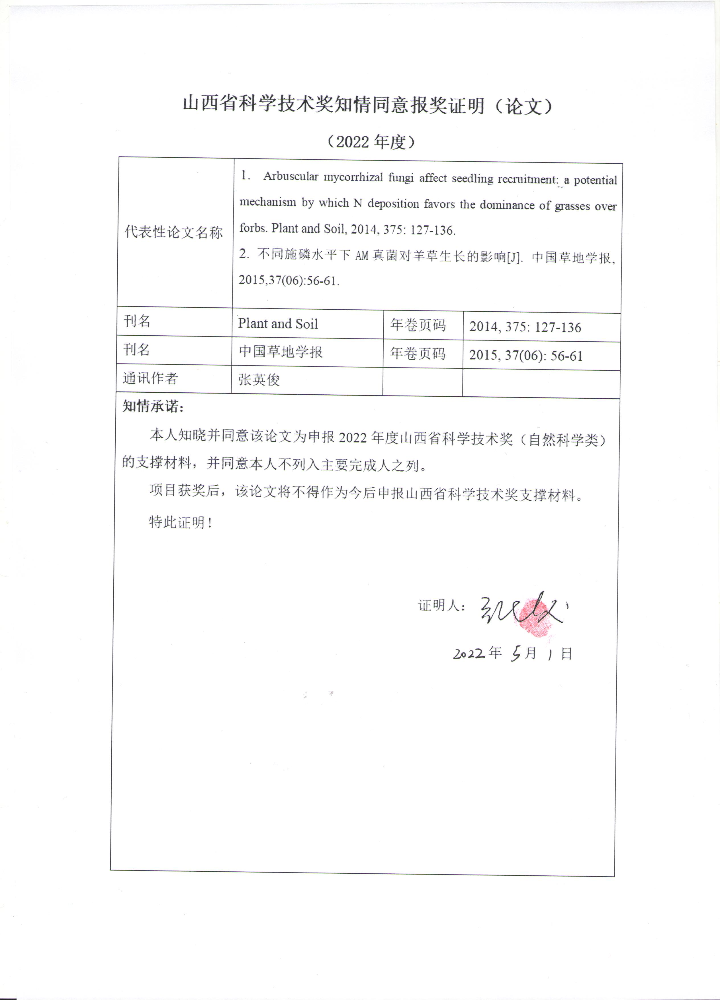 山西省科学技术奖知情同意报奖证明（论文）
（2022 年度）
代表性论文名称
1. Arbuscular mycorrhizal fungi affect seedling recruitment: a potential
mechanism by which N deposition favors the dominance of grasses over
forbs. Plant and Soil, 2014, 375: 127-136.
2. 不同施磷水平下 AM 真菌对羊草生长的影响[J]. 中国草地学报,
2015,37(06):56-61.
刊名 Plant and Soil 年卷页码 2014, 375: 127-136
刊名 中国草地学报 年卷页码 2015, 37(06): 56-61
通讯作者 张英俊
知情承诺：
本人知晓并同意该论文为申报 2022 年度山西省科学技术奖（自然科学类）
的支撑材料，并同意本人不列入主要完成人之列。
项目获奖后，该论文将不得作为今后申报山西省科学技术奖支撑材料。
特此证明！
证明人：
2022 年 5 月 1 日